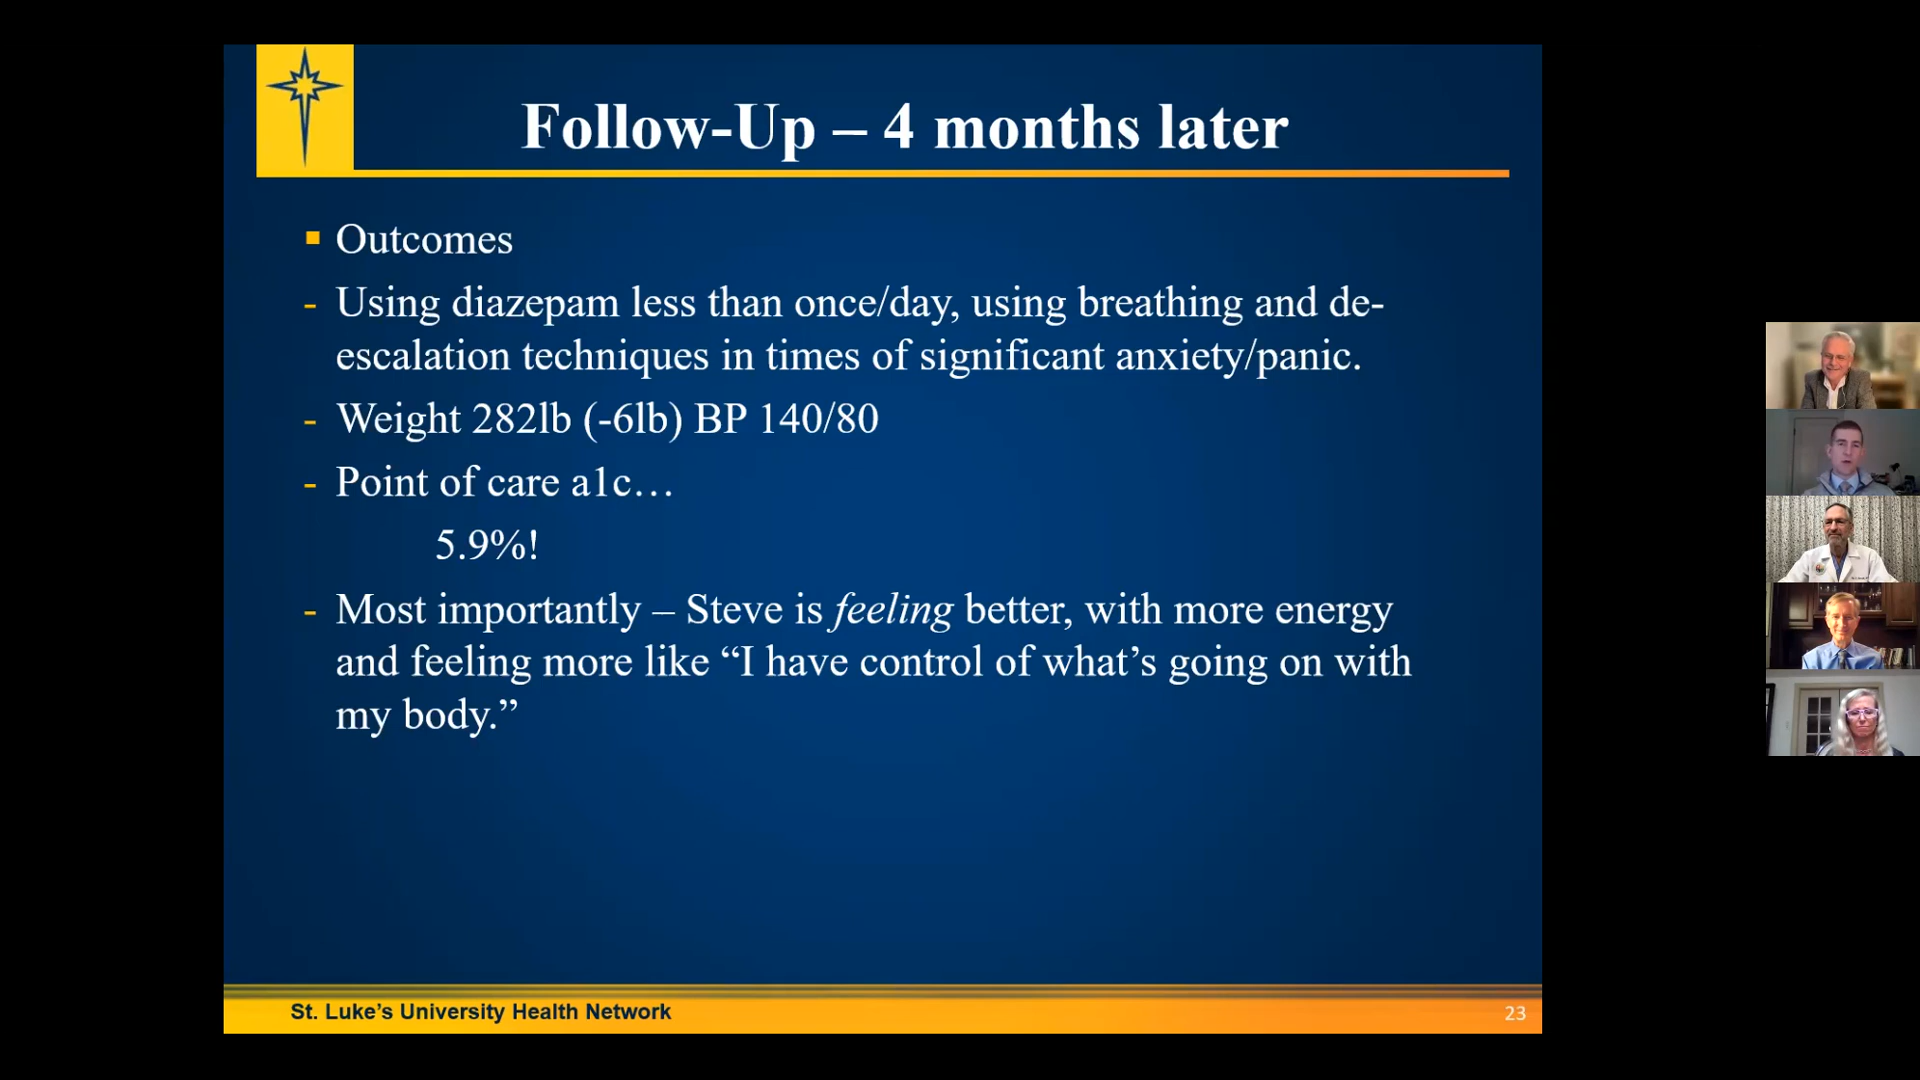 Follow-Up – 4 months later
▪ Outcomes
- Using diazepam less than once/day, using breathing and de-
escalation techniques in times of significant anxiety/panic.
- Weight 282lb (-6lb) BP 140/80
- Point of care a1c…
5.9%!
- Most importantly – Steve is feeling better, with more energy
and feeling more like “I have control of what’s going on with
my body.”
St. Luke’s University Health Network
23